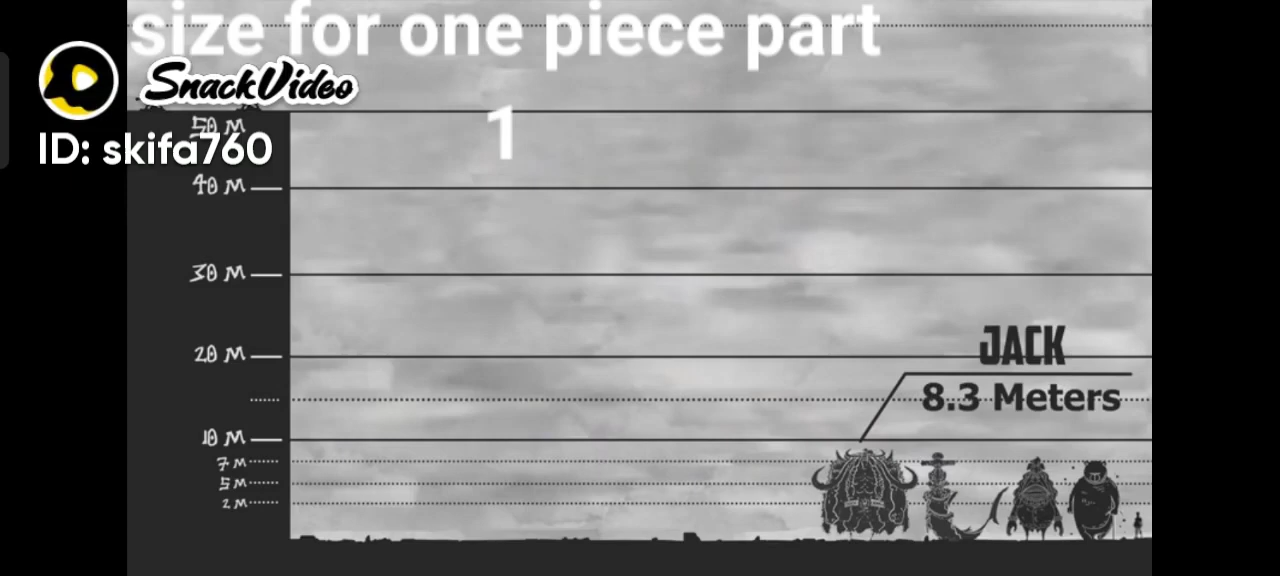 size for one piece part
1
SnackVideo
ID: skifa760
50 M
40 M
30 M
20 M
10 M
7 M
5 M
2 M
JACK
8.3 Meters